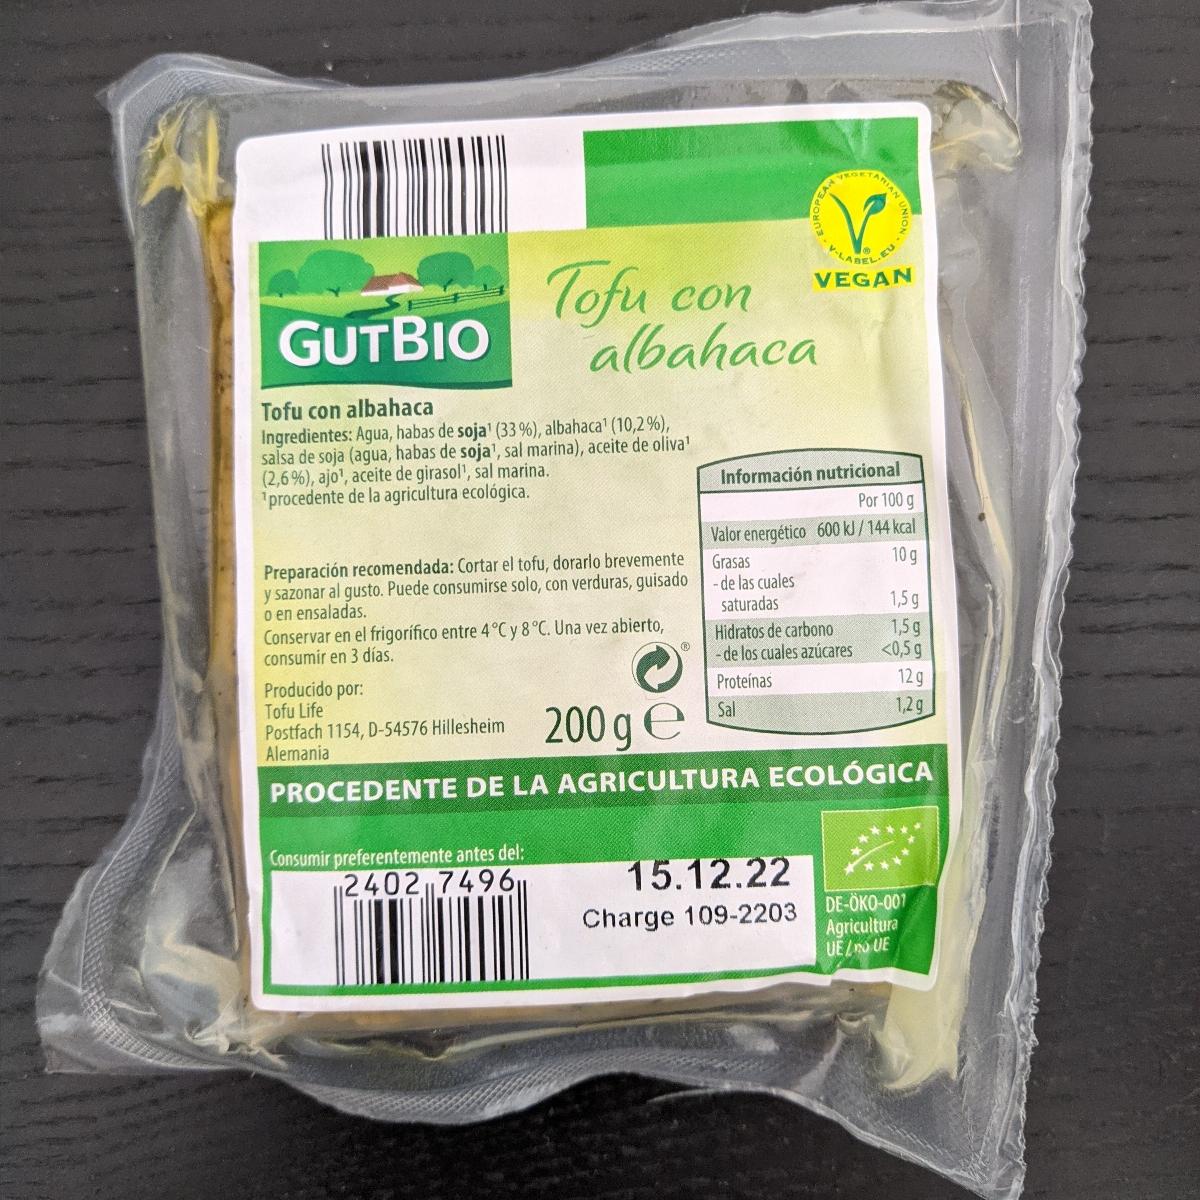 GUTBIO
Tofu con
albahaca
EUROPEAN VEGETARIAN UNION
V-LABEL.EU
®
VEGAN
Tofu con albahaca
Ingredientes: Agua, habas de soja¹ (33%), albahaca¹ (10,2%),
salsa de soja (agua, habas de soja¹, sal marina), aceite de oliva¹
(2,6%), ajo¹, aceite de girasol¹, sal marina.
¹procedente de la agricultura ecológica.
Preparación recomendada: Cortar el tofu, dorarlo brevemente
y sazonar al gusto. Puede consumirse solo, con verduras, guisado
o en ensaladas.
Conservar en el frigorífico entre 4°C y 8°C. Una vez abierto,
consumir en 3 días.
Producido por:
Tofu Life
Postfach 1154, D-54576 Hillesheim
Alemania
®
200 g e
Información nutricional
Por 100 g
Valor energético 600 kJ / 144 kcal
Grasas 10 g
- de las cuales
saturadas 1,5 g
Hidratos de carbono 1,5 g
- de los cuales azúcares <0,5 g
Proteínas 12 g
Sal 1,2 g
PROCEDENTE DE LA AGRICULTURA ECOLÓGICA
Consumir preferentemente antes del:
2402 7496
15.12.22
Charge 109-2203
DE-ÖKO-001
Agricultura
UE / no UE